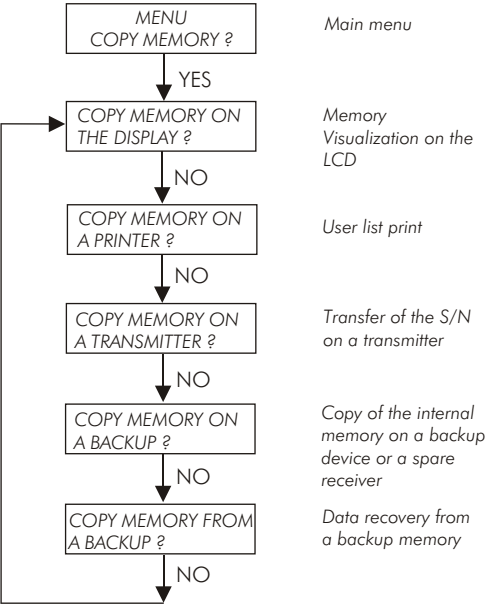 MENU
COPY MEMORY ?
Main menu
YES
COPY MEMORY ON
THE DISPLAY ?
Memory
Visualization on the
LCD
NO
COPY MEMORY ON
A PRINTER ?
User list print
NO
COPY MEMORY ON
A TRANSMITTER ?
Transfer of the S/N
on a transmitter
NO
COPY MEMORY ON
A BACKUP ?
Copy of the internal
memory on a backup
device or a spare
receiver
NO
COPY MEMORY FROM
A BACKUP ?
Data recovery from
a backup memory
NO